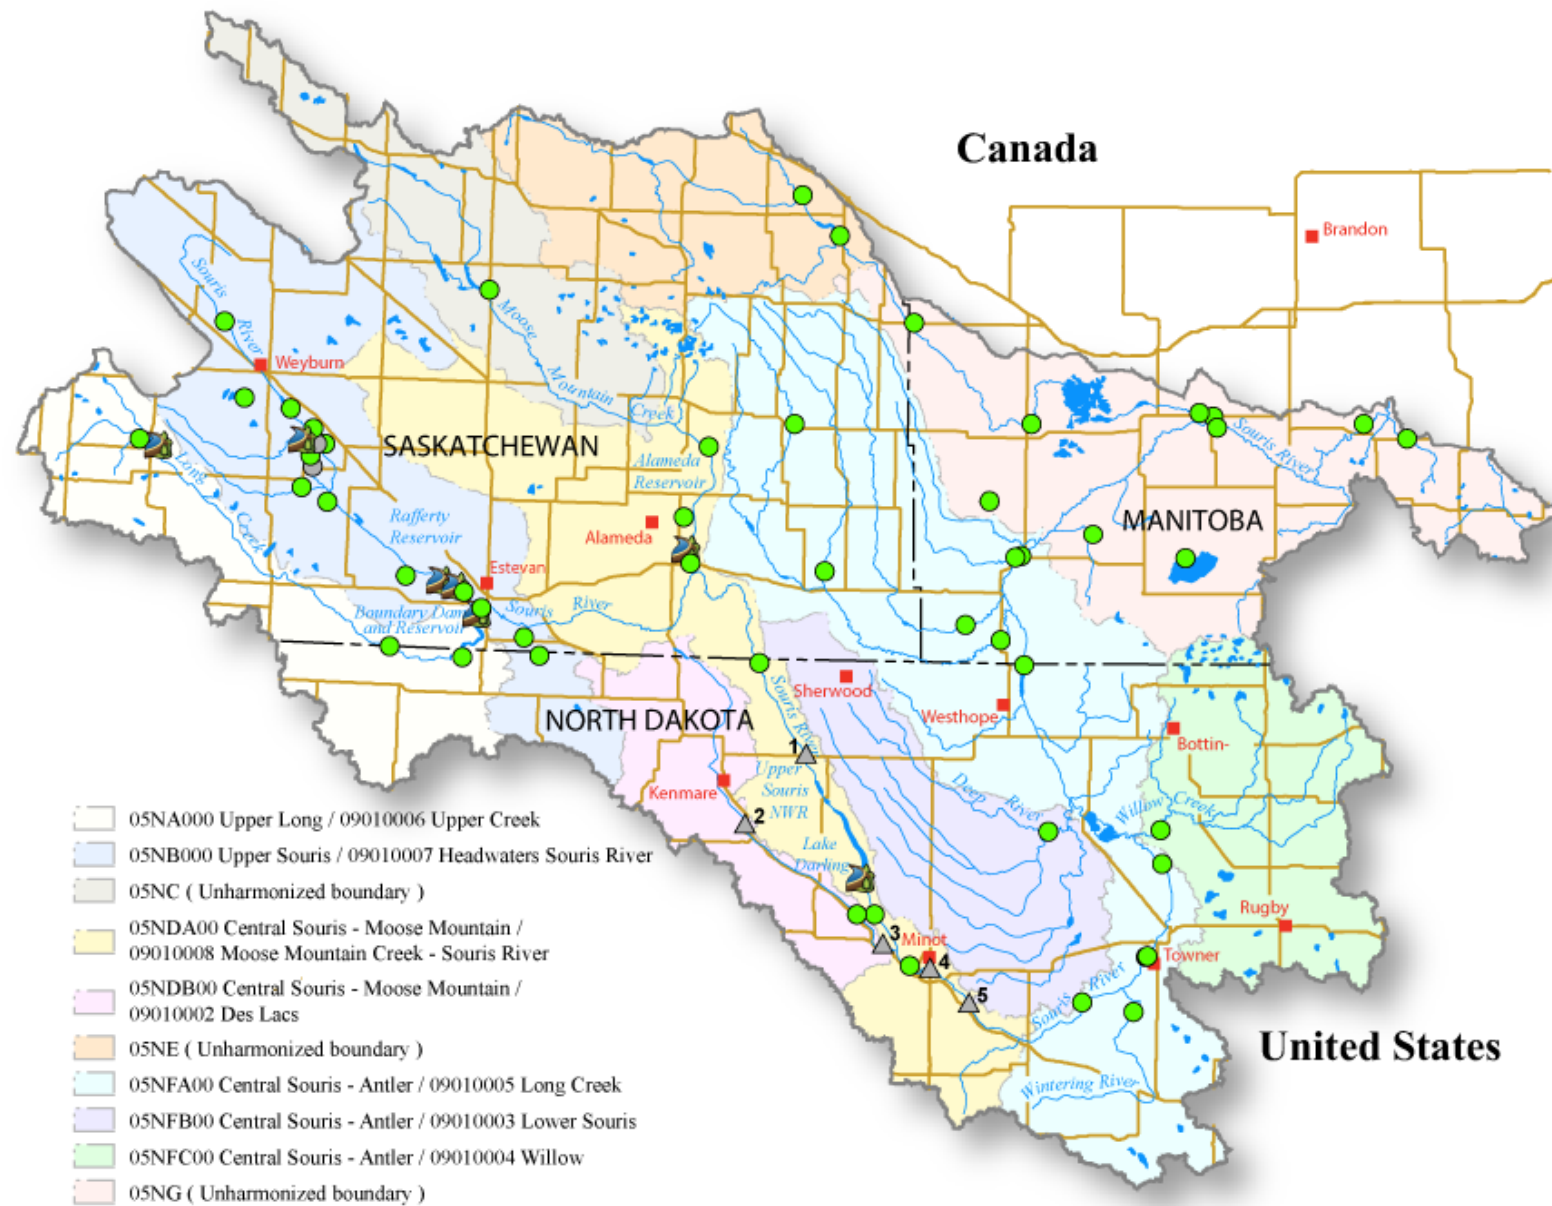 Canada
Brandon
Souris
River
Weyburn
Moose
Mountain
Creek
SASKATCHEWAN
Alameda
Reservoir
Souris River
Long
Creek
Rafferty
Reservoir
Alameda
MANITOBA
Estevan
Boundary Dam
and Reservoir
Souris
River
Sherwood
Souris River
NORTH DAKOTA
Westhope
Bottin-
1
Upper
Souris
NWR
Kenmare
2
Deep
River
Willow
Creek
Lake
Darling
Rugby
3
Minot
4
Towner
5
Souris
River
United States
Wintering River
05NA000 Upper Long / 09010006 Upper Creek
05NB000 Upper Souris / 09010007 Headwaters Souris River
05NC ( Unharmonized boundary )
05NDA00 Central Souris - Moose Mountain /
09010008 Moose Mountain Creek - Souris River
05NDB00 Central Souris - Moose Mountain /
09010002 Des Lacs
05NE ( Unharmonized boundary )
05NFA00 Central Souris - Antler / 09010005 Long Creek
05NFB00 Central Souris - Antler / 09010003 Lower Souris
05NFC00 Central Souris - Antler / 09010004 Willow
05NG ( Unharmonized boundary )